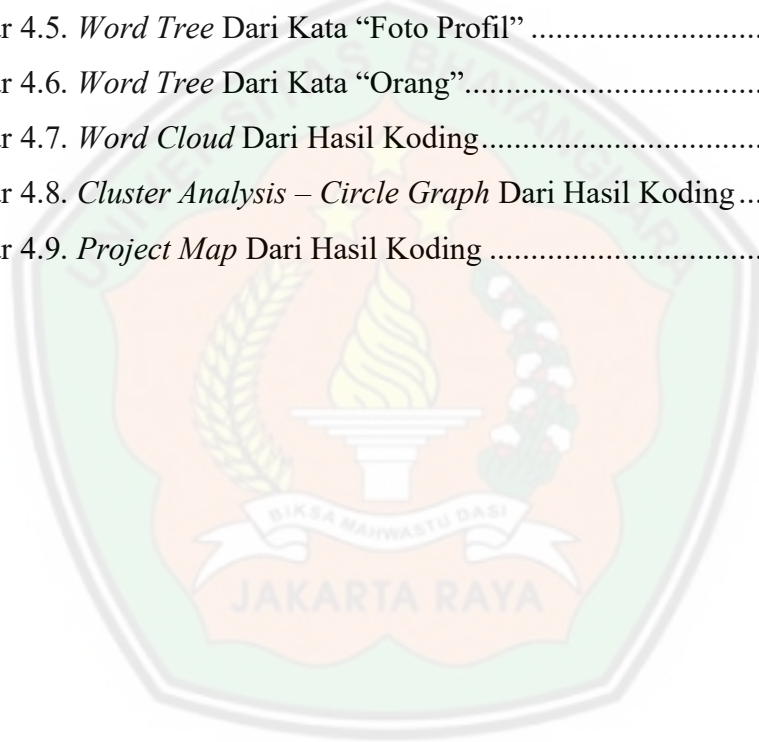 r 4.5. Word Tree Dari Kata “Foto Profil” ............................
r 4.6. Word Tree Dari Kata “Orang”....................................
r 4.7. Word Cloud Dari Hasil Koding..................................
r 4.8. Cluster Analysis – Circle Graph Dari Hasil Koding ...
r 4.9. Project Map Dari Hasil Koding .................................
UNIVERSITAS BHAYANGKARA
BIKSA MAHWASTU DASI
JAKARTA RAYA